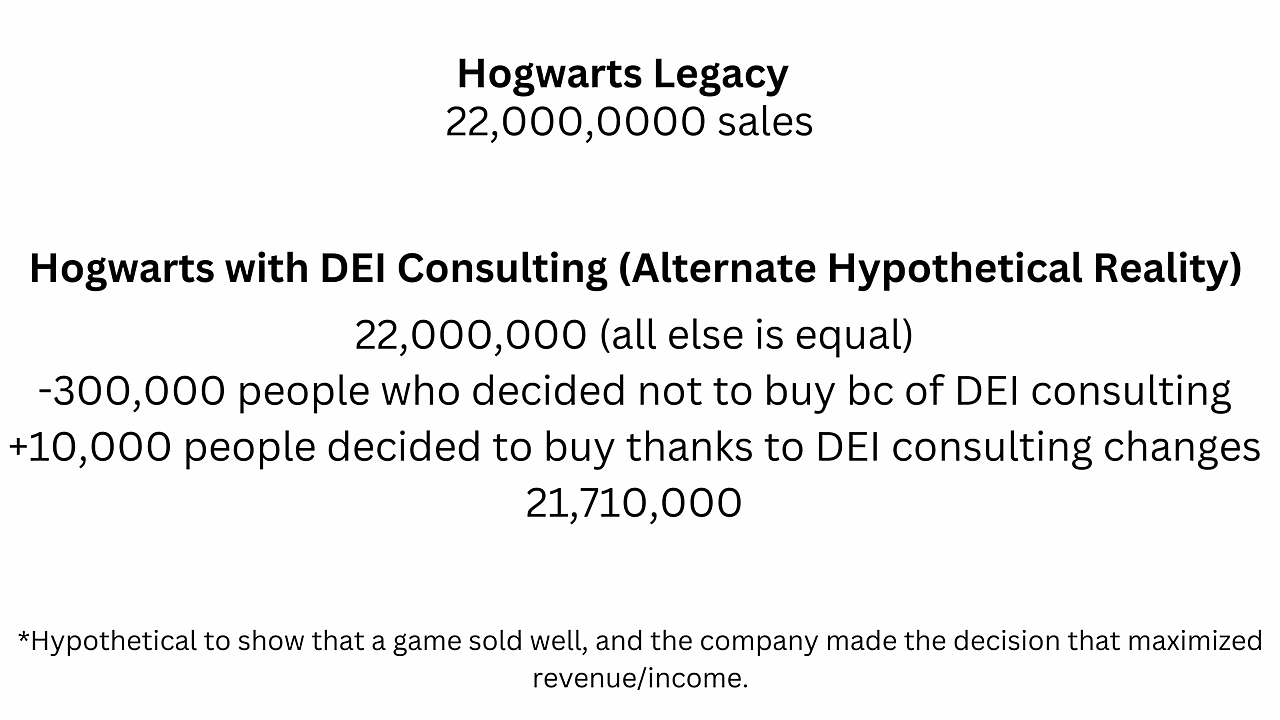 Hogwarts Legacy
22,000,0000 sales
Hogwarts with DEI Consulting (Alternate Hypothetical Reality)
22,000,000 (all else is equal)
-300,000 people who decided not to buy bc of DEI consulting
+10,000 people decided to buy thanks to DEI consulting changes
21,710,000
*Hypothetical to show that a game sold well, and the company made the decision that maximized
revenue/income.